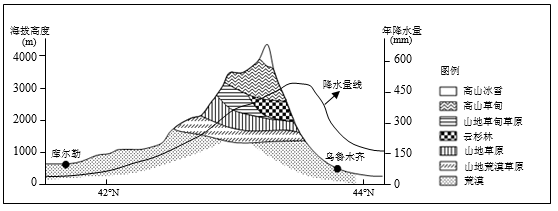 海拔高度
(m)
年降水量
(mm)
4000
3000
2000
1000
0
600
450
300
150
0
降水量线
库尔勒
乌鲁木齐
42°N
44°N
图例
高山冰雪
高山草甸
山地草甸草原
云杉林
山地草原
山地荒漠草原
荒漠